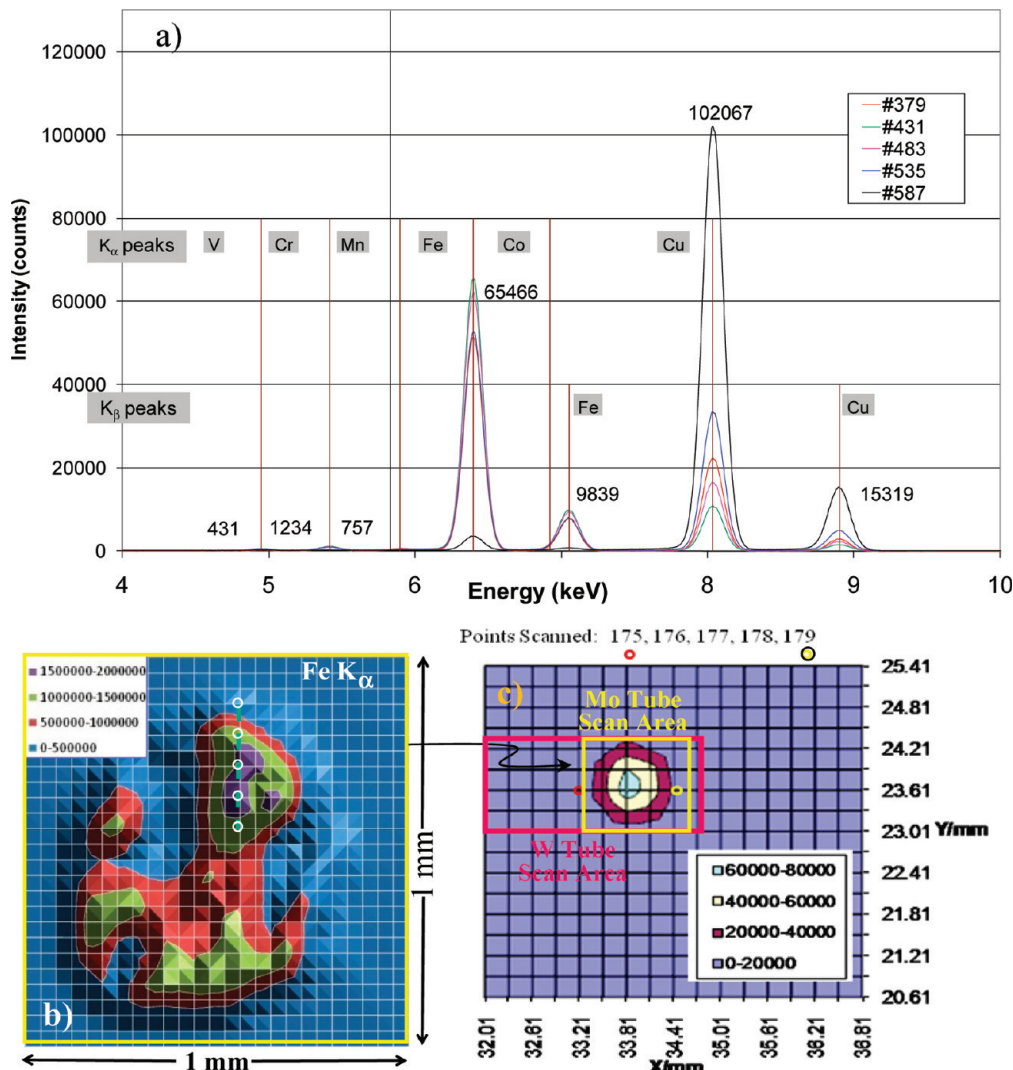 a)
120000
100000
80000
60000
40000
20000
0
Intensity (counts)
102067
#379
#431
#483
#535
#587
Kα peaks V Cr Mn Fe Co Cu
65466
Kβ peaks Fe Cu
431 1234 757 9839 15319
4 5 6 7 8 9 10
Energy (keV)
Points Scanned: 175, 176, 177, 178, 179
1500000-2000000
1000000-1500000
500000-1000000
0-500000
Fe Kα
b)
1 mm
1 mm
c)
Mo Tube
Scan Area
W Tube
Scan Area
60000-80000
40000-60000
20000-40000
0-20000
25.41
24.81
24.21
23.61
23.01 Y/mm
22.41
21.81
21.21
20.61
32.01 32.61 33.21 33.81 34.41 35.01 35.61 36.21 36.81
X/mm